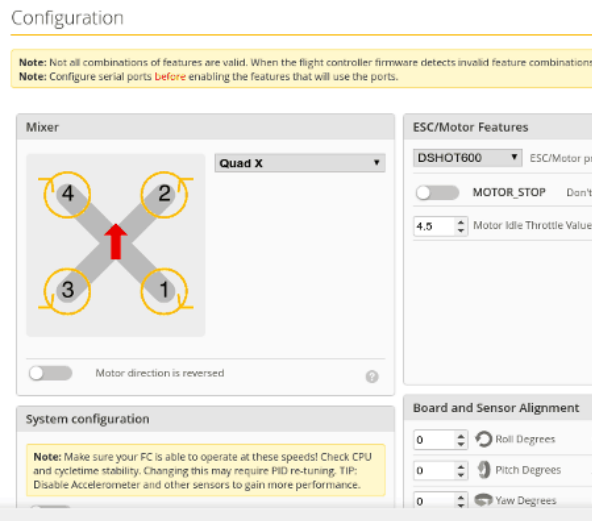 Configuration
Note: Not all combinations of features are valid. When the flight controller firmware detects invalid feature combinations
Note: Configure serial ports before enabling the features that will use the ports.
Mixer
Quad X
4
2
3
1
Motor direction is reversed
?
ESC/Motor Features
DSHOT600 ESC/Motor pr
MOTOR_STOP Don't
4.5 Motor Idle Throttle Value
System configuration
Note: Make sure your FC is able to operate at these speeds! Check CPU
and cycletime stability. Changing this may require PID re-tuning. TIP:
Disable Accelerometer and other sensors to gain more performance.
Board and Sensor Alignment
0 Roll Degrees
0 Pitch Degrees
0 Yaw Degrees